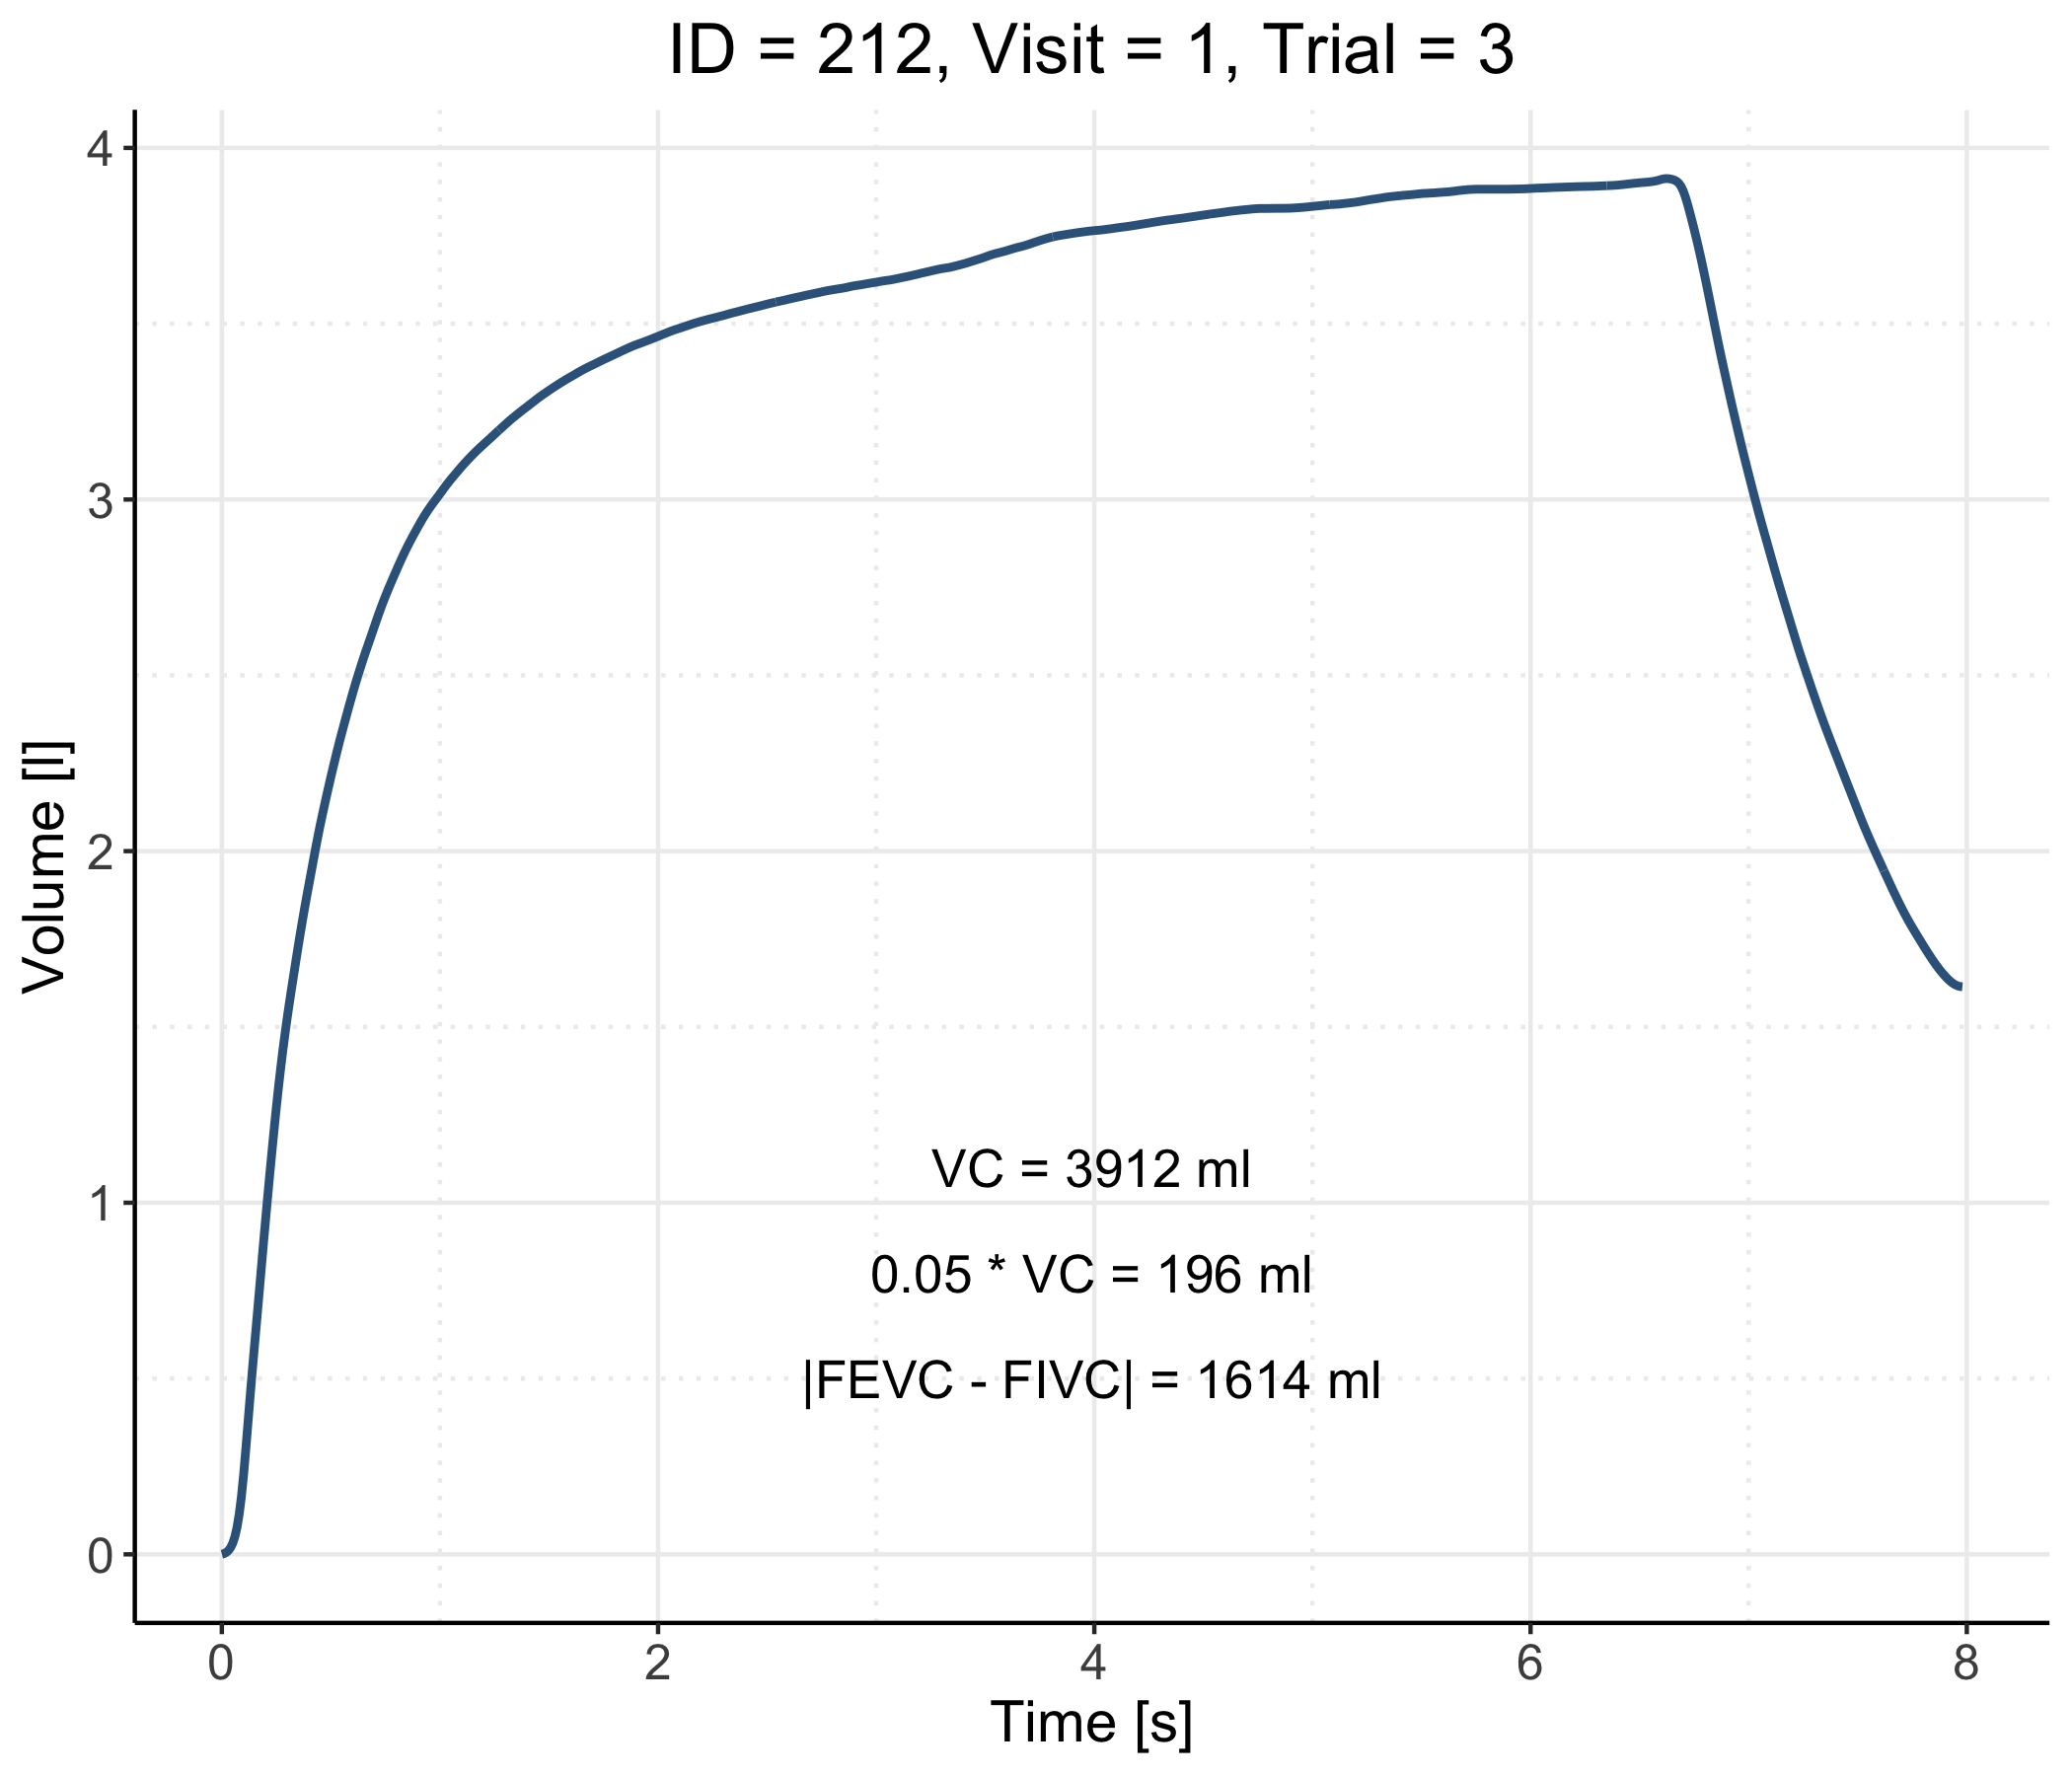 ID = 212, Visit = 1, Trial = 3
4
3
2
1
0
Volume [l]
VC = 3912 ml
0.05 * VC = 196 ml
|FEVC - FIVC| = 1614 ml
0 2 4 6 8
Time [s]